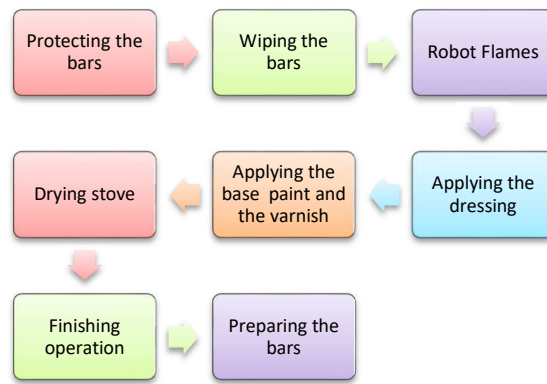 Protecting the
bars
Wiping the
bars
Robot Flames
Applying the
dressing
Applying the
base paint and
the varnish
Drying stove
Finishing
operation
Preparing the
bars